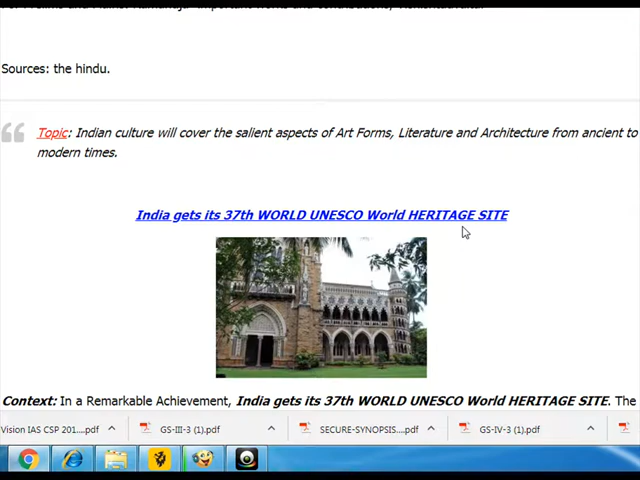 Sources: the hindu.
Topic: Indian culture will cover the salient aspects of Art Forms, Literature and Architecture from ancient to
modern times.
India gets its 37th WORLD UNESCO World HERITAGE SITE
Context: In a Remarkable Achievement, India gets its 37th WORLD UNESCO World HERITAGE SITE. The
Vision IAS CSP 201....pdf GS-III-3 (1).pdf SECURE-SYNOPSIS....pdf GS-IV-3 (1).pdf